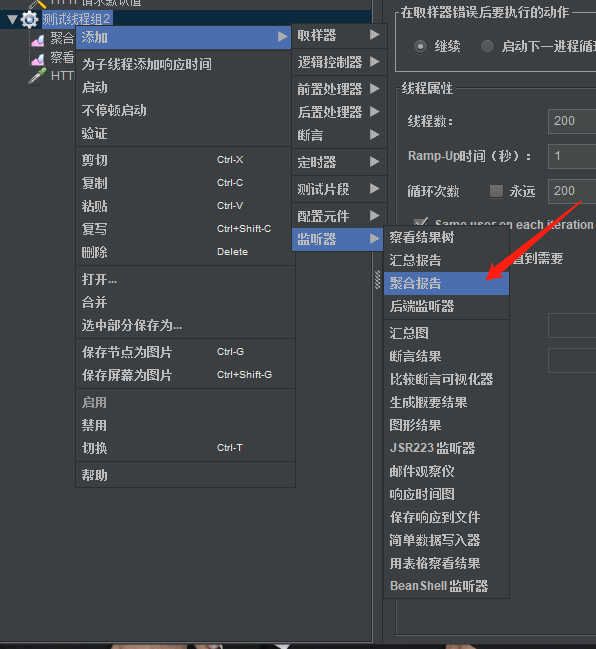 HTTP请求默认值
测试线程组2
聚合
察看
HTT
添加
为子线程添加响应时间
启动
不停顿启动
验证
剪切 Ctrl-X
复制 Ctrl-C
粘贴 Ctrl-V
复写 Ctrl+Shift-C
删除 Delete
打开...
合并
选中部分保存为...
保存节点为图片 Ctrl-G
保存屏幕为图片 Ctrl+Shift-G
启用
禁用
切换 Ctrl-T
帮助
取样器
逻辑控制器
前置处理器
后置处理器
断言
定时器
测试片段
配置元件
监听器
察看结果树
汇总报告
聚合报告
后端监听器
汇总图
断言结果
比较断言可视化器
生成概要结果
图形结果
JSR223 监听器
邮件观察仪
响应时间图
保存响应到文件
简单数据写入器
用表格察看结果
BeanShell 监听器
在取样器错误后要执行的动作
继续 启动下一进程循
线程属性
线程数: 200
Ramp-Up时间（秒）: 1
循环次数 永远 200
Same user on each iteration
直到需要